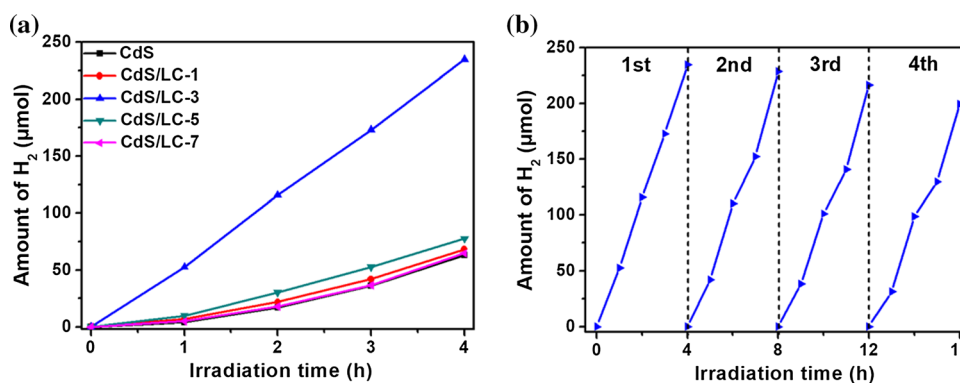 (a)
Amount of H2 (μmol)
250
200
150
100
50
0
CdS
CdS/LC-1
CdS/LC-3
CdS/LC-5
CdS/LC-7
0 1 2 3 4
Irradiation time (h)
(b)
Amount of H2 (μmol)
250
200
150
100
50
0
1st 2nd 3rd 4th
0 4 8 12
Irradiation time (h)